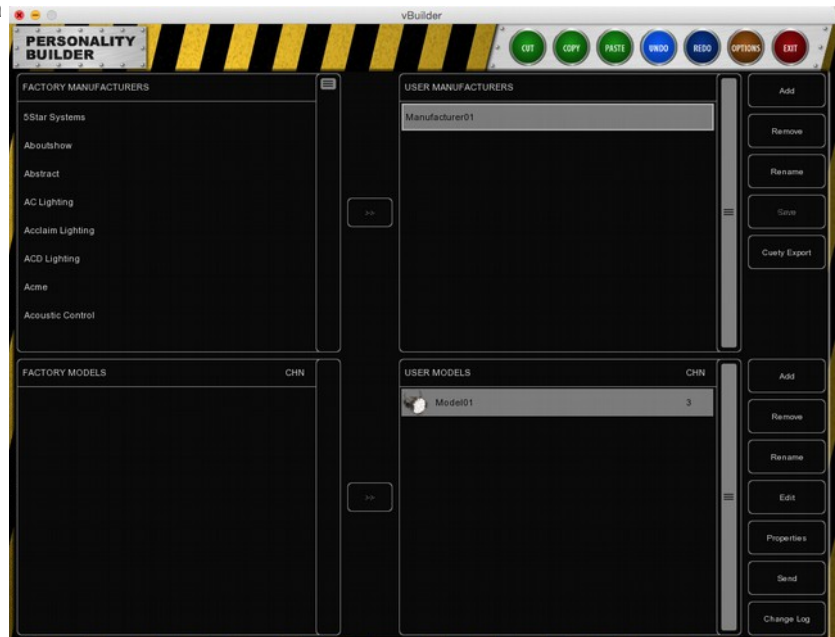 vBuilder
PERSONALITY
BUILDER
CUT
COPY
PASTE
UNDO
REDO
OPTIONS
EXIT
FACTORY MANUFACTURERS
5Star Systems
Aboutshow
Abstract
AC Lighting
Acclaim Lighting
ACD Lighting
Acme
Acoustic Control
>>
USER MANUFACTURERS
Manufacturer01
Add
Remove
Rename
Save
Cuety Export
FACTORY MODELS CHN
>>
USER MODELS CHN
Model01 3
Add
Remove
Rename
Edit
Properties
Send
Change Log